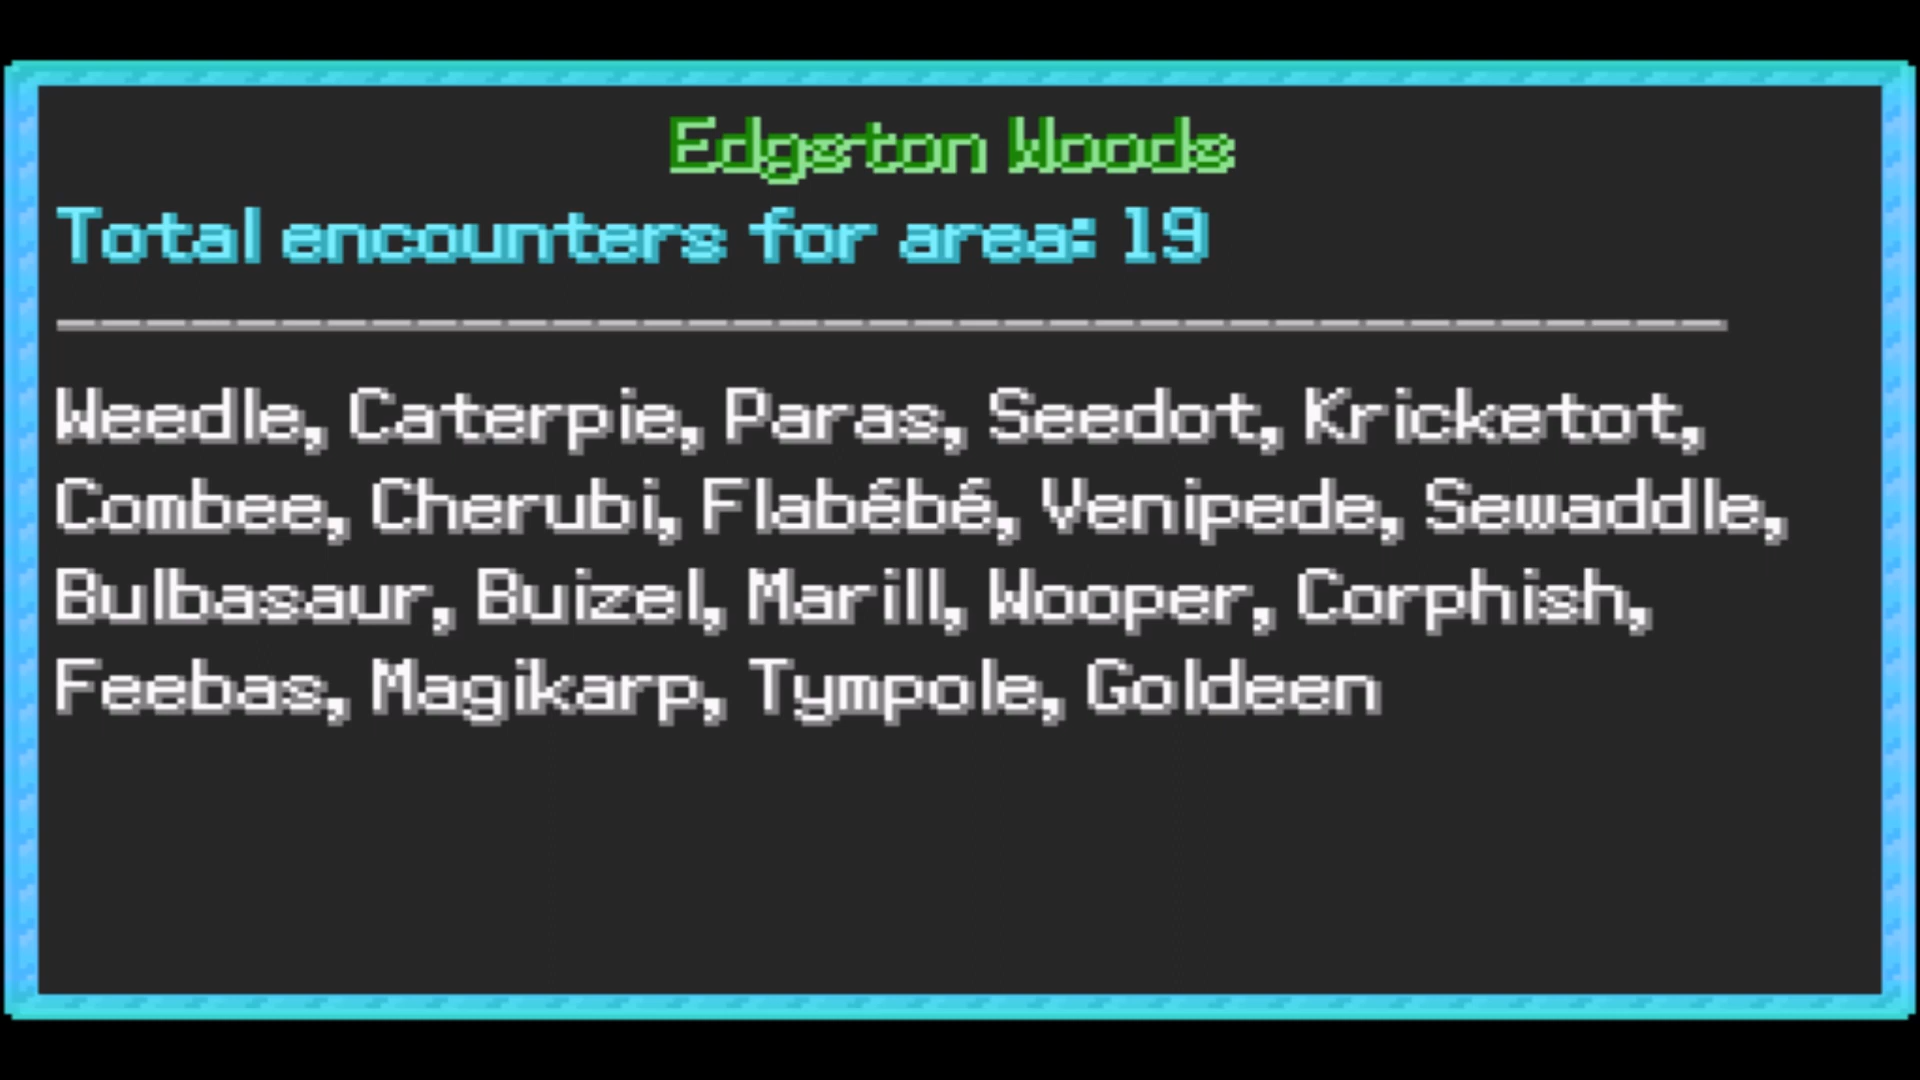 Edgston Woods
Total encounters for area: 19
Weedle, Caterpie, Paras, Seedot, Kricketot,
Combee, Cherubi, Flabébé, Venipede, Sewaddle,
Bulbasaur, Buizel, Marill, Wooper, Corphish,
Feebas, Magikarp, Tympole, Goldeen